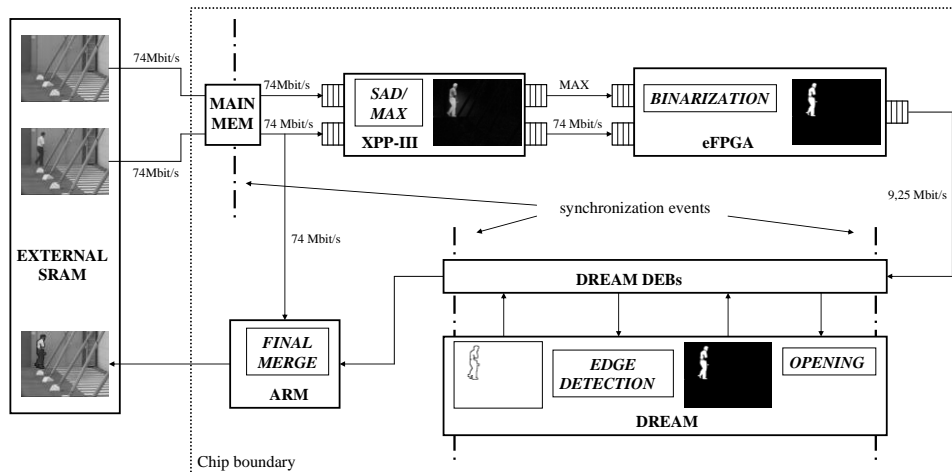 74Mbit/s
74Mbit/s
EXTERNAL
SRAM
MAIN
MEM
74Mbit/s
74 Mbit/s
SAD/
MAX
XPP-III
MAX
74 Mbit/s
BINARIZATION
eFPGA
9,25 Mbit/s
synchronization events
74 Mbit/s
DREAM DEBs
FINAL
MERGE
ARM
EDGE
DETECTION
OPENING
DREAM
Chip boundary